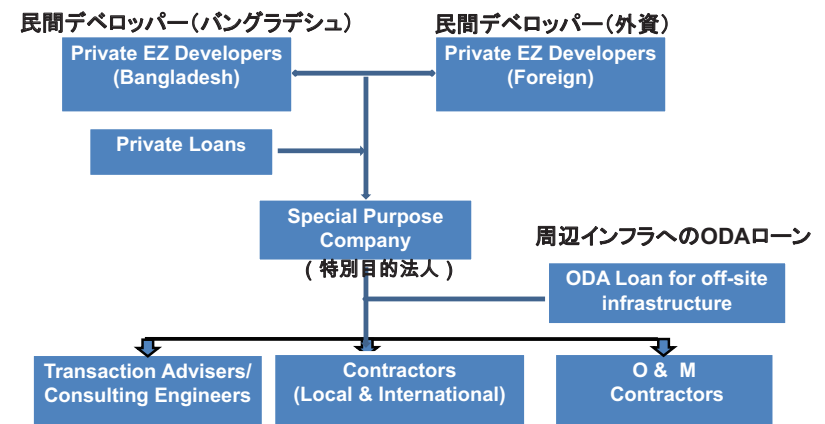 民間デベロッパー（バングラデシュ）
民間デベロッパー（外資）
Private EZ Developers
(Bangladesh)
Private EZ Developers
(Foreign)
Private Loans
Special Purpose
Company
(特別目的法人)
周辺インフラへのODAローン
ODA Loan for off-site
infrastructure
Transaction Advisers/
Consulting Engineers
Contractors
(Local & International)
O & M
Contractors